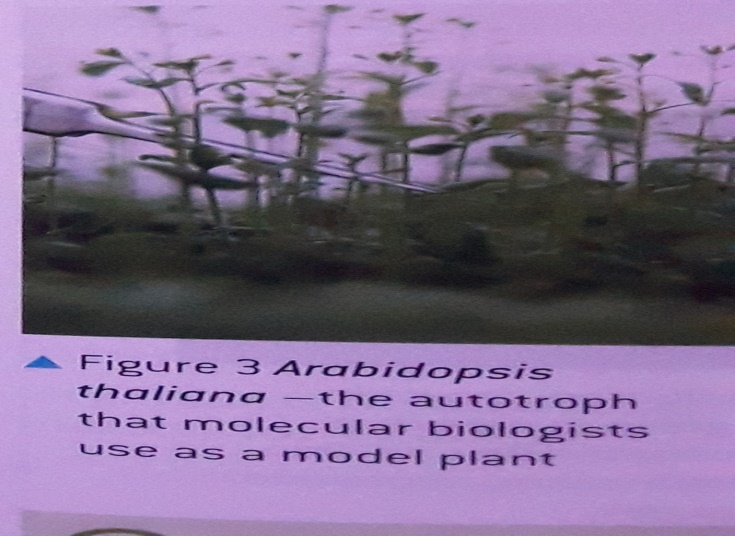 Figure 3 Arabidopsis
thaliana —the autotroph
that molecular biologists
use as a model plant